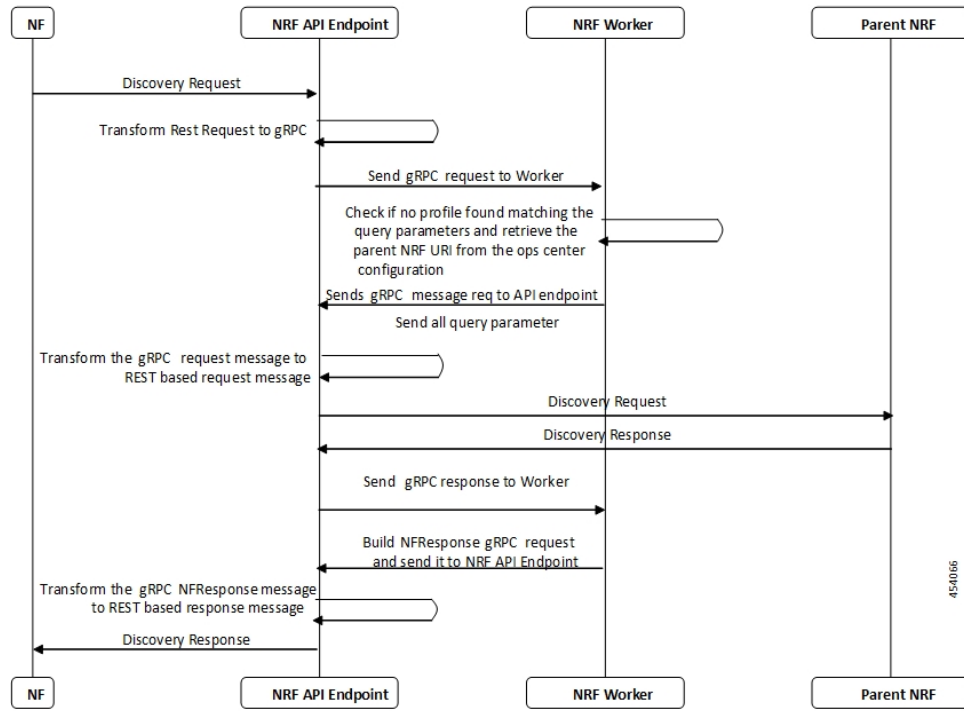 NF
NRF API Endpoint
NRF Worker
Parent NRF
Discovery Request
Transform Rest Request to gRPC
Send gRPC request to Worker
Check if no profile found matching the
query parameters and retrieve the
parent NRF URI from the ops center
configuration
Sends gRPC message req to API endpoint
Send all query parameter
Transform the gRPC request message to
REST based request message
Discovery Request
Discovery Response
Send gRPC response to Worker
Build NFResponse gRPC request
and send it to NRF API Endpoint
Transform the gRPC NFResponse message
to REST based response message
Discovery Response
454066
NF
NRF API Endpoint
NRF Worker
Parent NRF